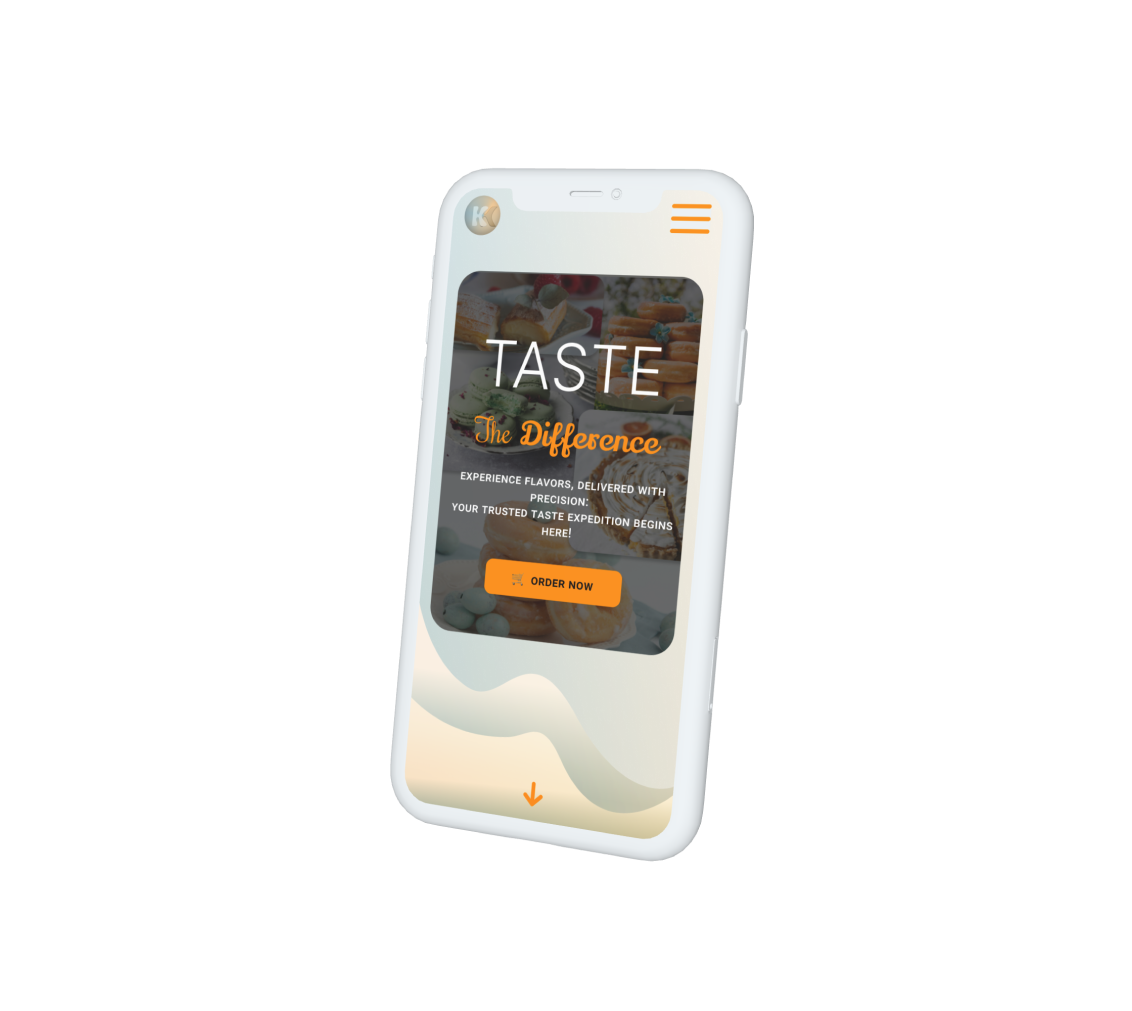 K
TASTE
The Difference
EXPERIENCE FLAVORS, DELIVERED WITH
PRECISION:
YOUR TRUSTED TASTE EXPEDITION BEGINS
HERE!
ORDER NOW